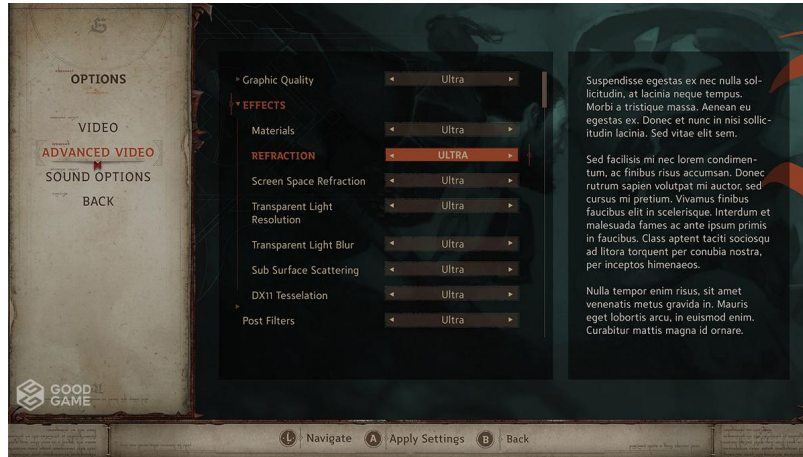 OPTIONS
VIDEO
ADVANCED VIDEO
SOUND OPTIONS
BACK
Graphic Quality
Ultra
EFFECTS
Materials
Ultra
REFRACTION
ULTRA
Screen Space Refraction
Ultra
Transparent Light
Resolution
Ultra
Transparent Light Blur
Ultra
Sub Surface Scattering
Ultra
DX11 Tesselation
Ultra
Post Filters
Ultra
Suspendisse egestas ex nec nulla sol-
licitudin, at lacinia neque tempus.
Morbi a tristique massa. Aenean eu
egestas ex. Donec et nunc in nisi sollic-
itudin lacinia. Sed vitae elit sem.
Sed facilisis mi nec lorem condimen-
tum, ac finibus risus accumsan. Donec
rutrum sapien volutpat mi auctor, sed
cursus mi pretium. Vivamus finibus
faucibus elit in scelerisque. Interdum et
malesuada fames ac ante ipsum primis
in faucibus. Class aptent taciti sociosqu
ad litora torquent per conubia nostra,
per inceptos himenaeos.
Nulla tempor enim risus, sit amet
venenatis metus gravida in. Mauris
eget lobortis arcu, in euismod enim.
Curabitur mattis magna id ornare.
GOOD
GAME
L Navigate A Apply Settings B Back